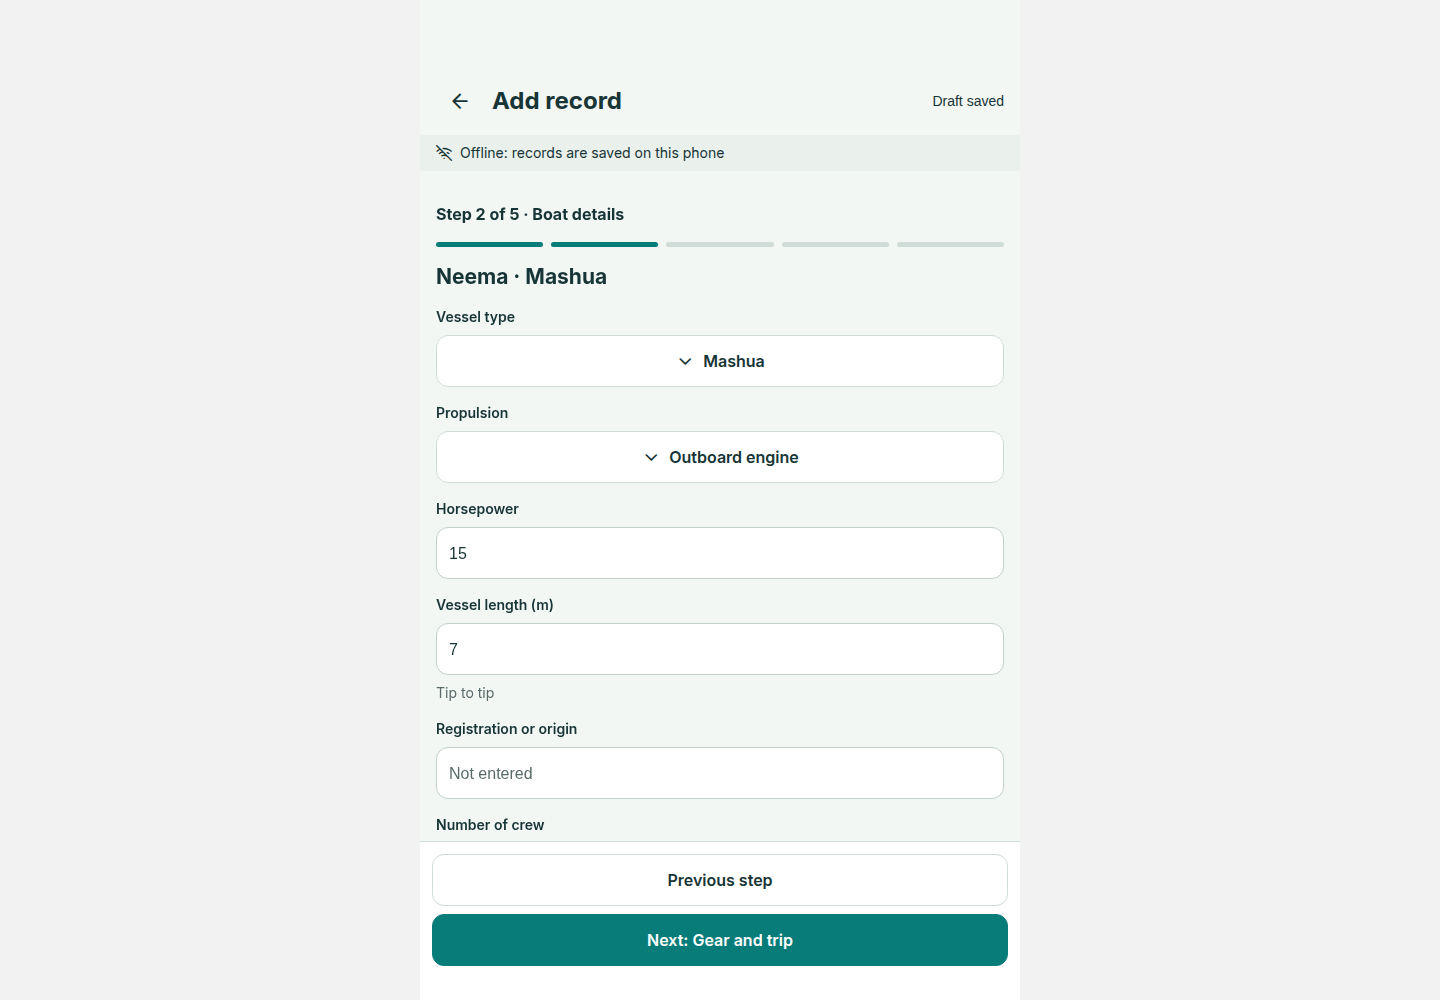 Add record
Draft saved
Offline: records are saved on this phone
Step 2 of 5 · Boat details
Neema · Mashua
Vessel type
Mashua
Propulsion
Outboard engine
Horsepower
15
Vessel length (m)
7
Tip to tip
Registration or origin
Not entered
Number of crew
Previous step
Next: Gear and trip